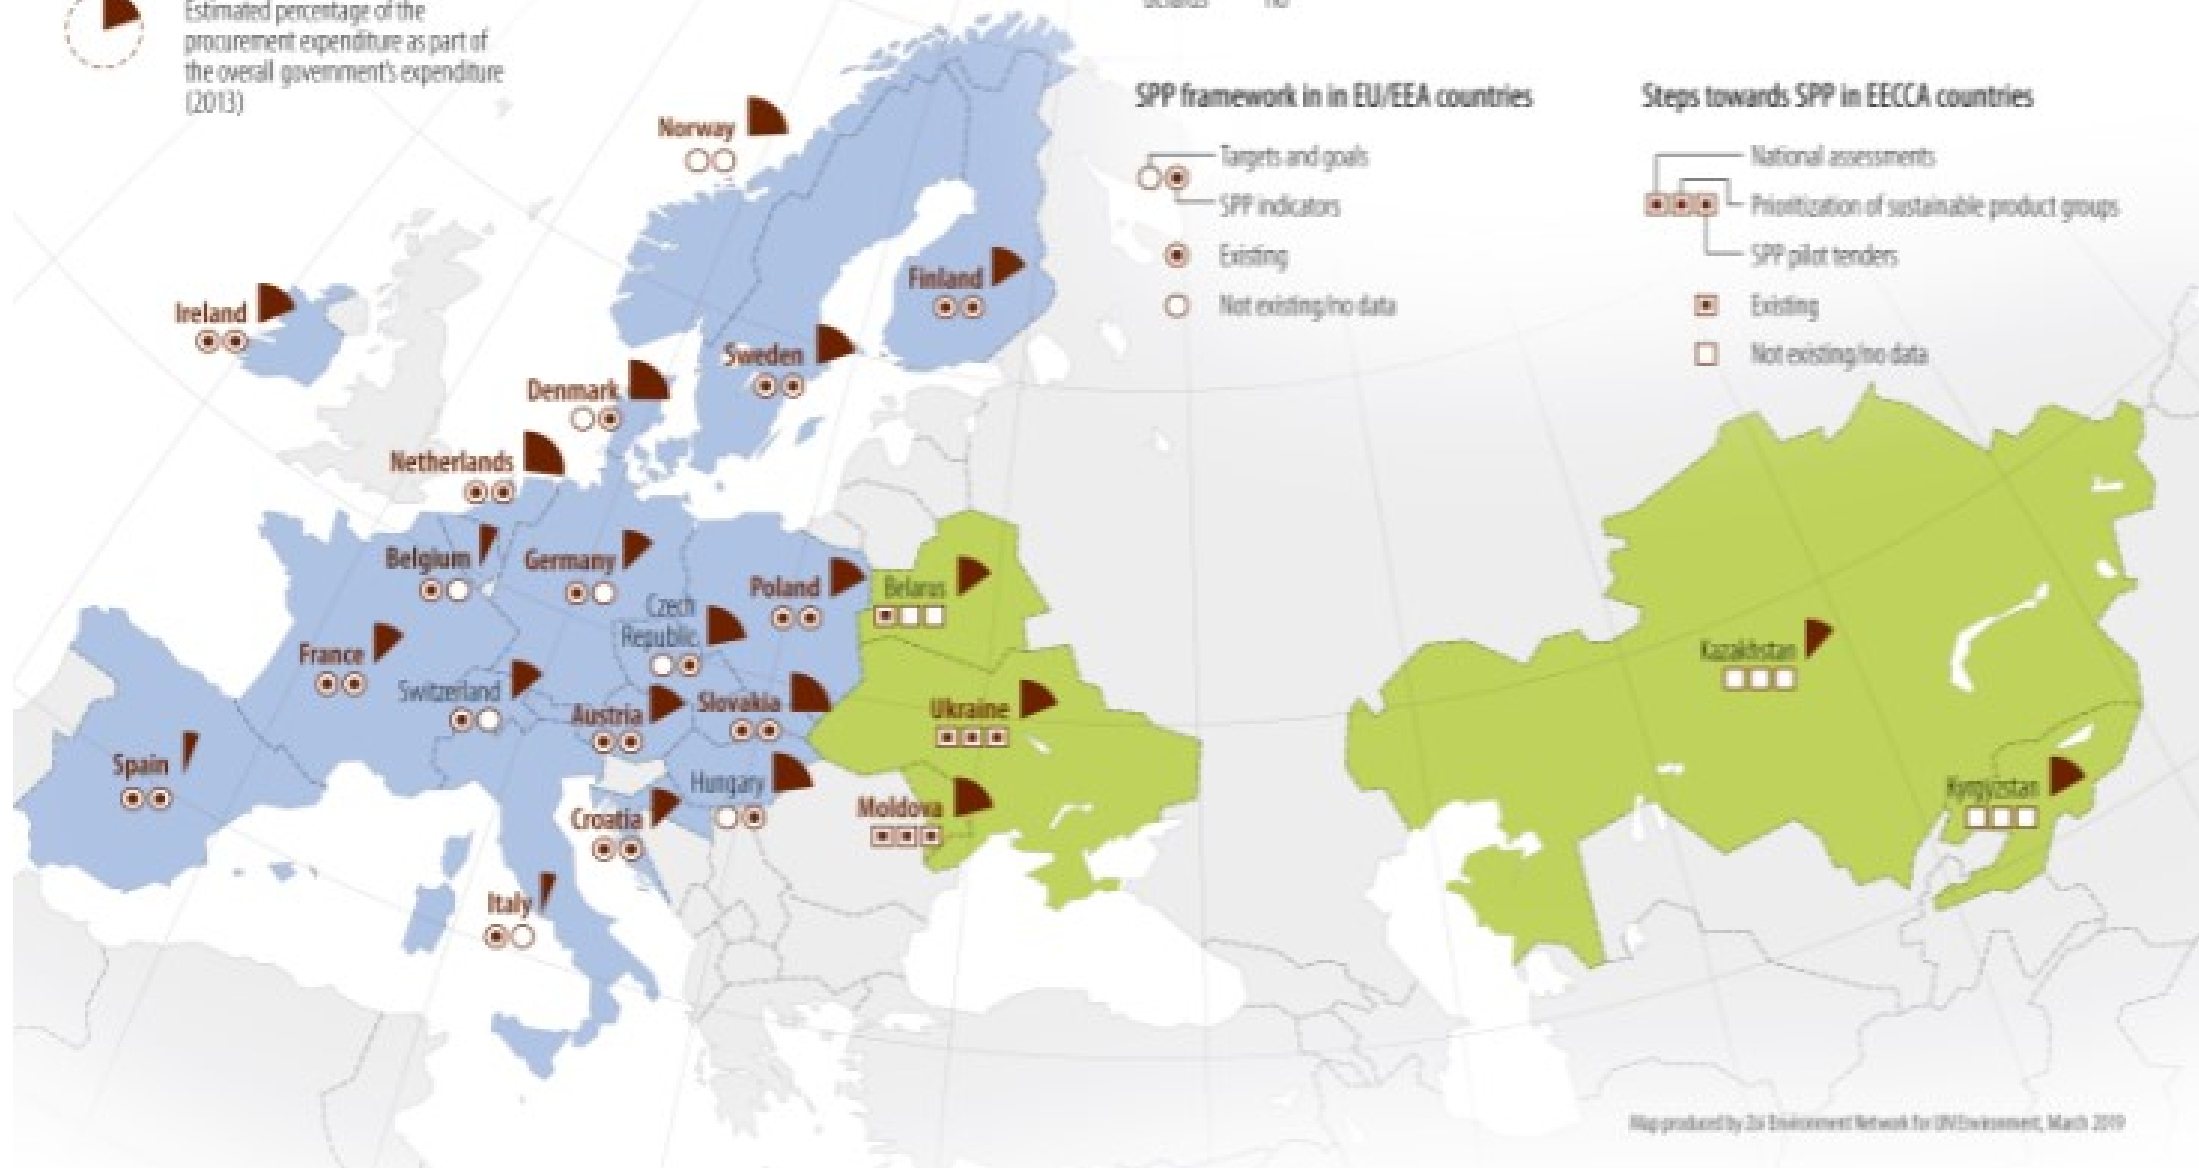 Estimated percentage of the
procurement expenditure as part of
the overall government's expenditure
(2013)
Belarus no
SPP framework in in EU/EEA countries
Targets and goals
SPP indicators
Existing
Not existing/no data
Steps towards SPP in EECCA countries
National assessments
Prioritization of sustainable product groups
SPP pilot tenders
Existing
Not existing/no data
Norway
Finland
Ireland
Sweden
Denmark
Netherlands
Belgium
Germany
Poland
Belarus
Czech
Republic
France
Switzerland
Austria
Slovakia
Ukraine
Kazakhstan
Spain
Hungary
Croatia
Moldova
Kyrgyzstan
Italy
Map produced by Zoï Environment Network for UN Environment, March 2019